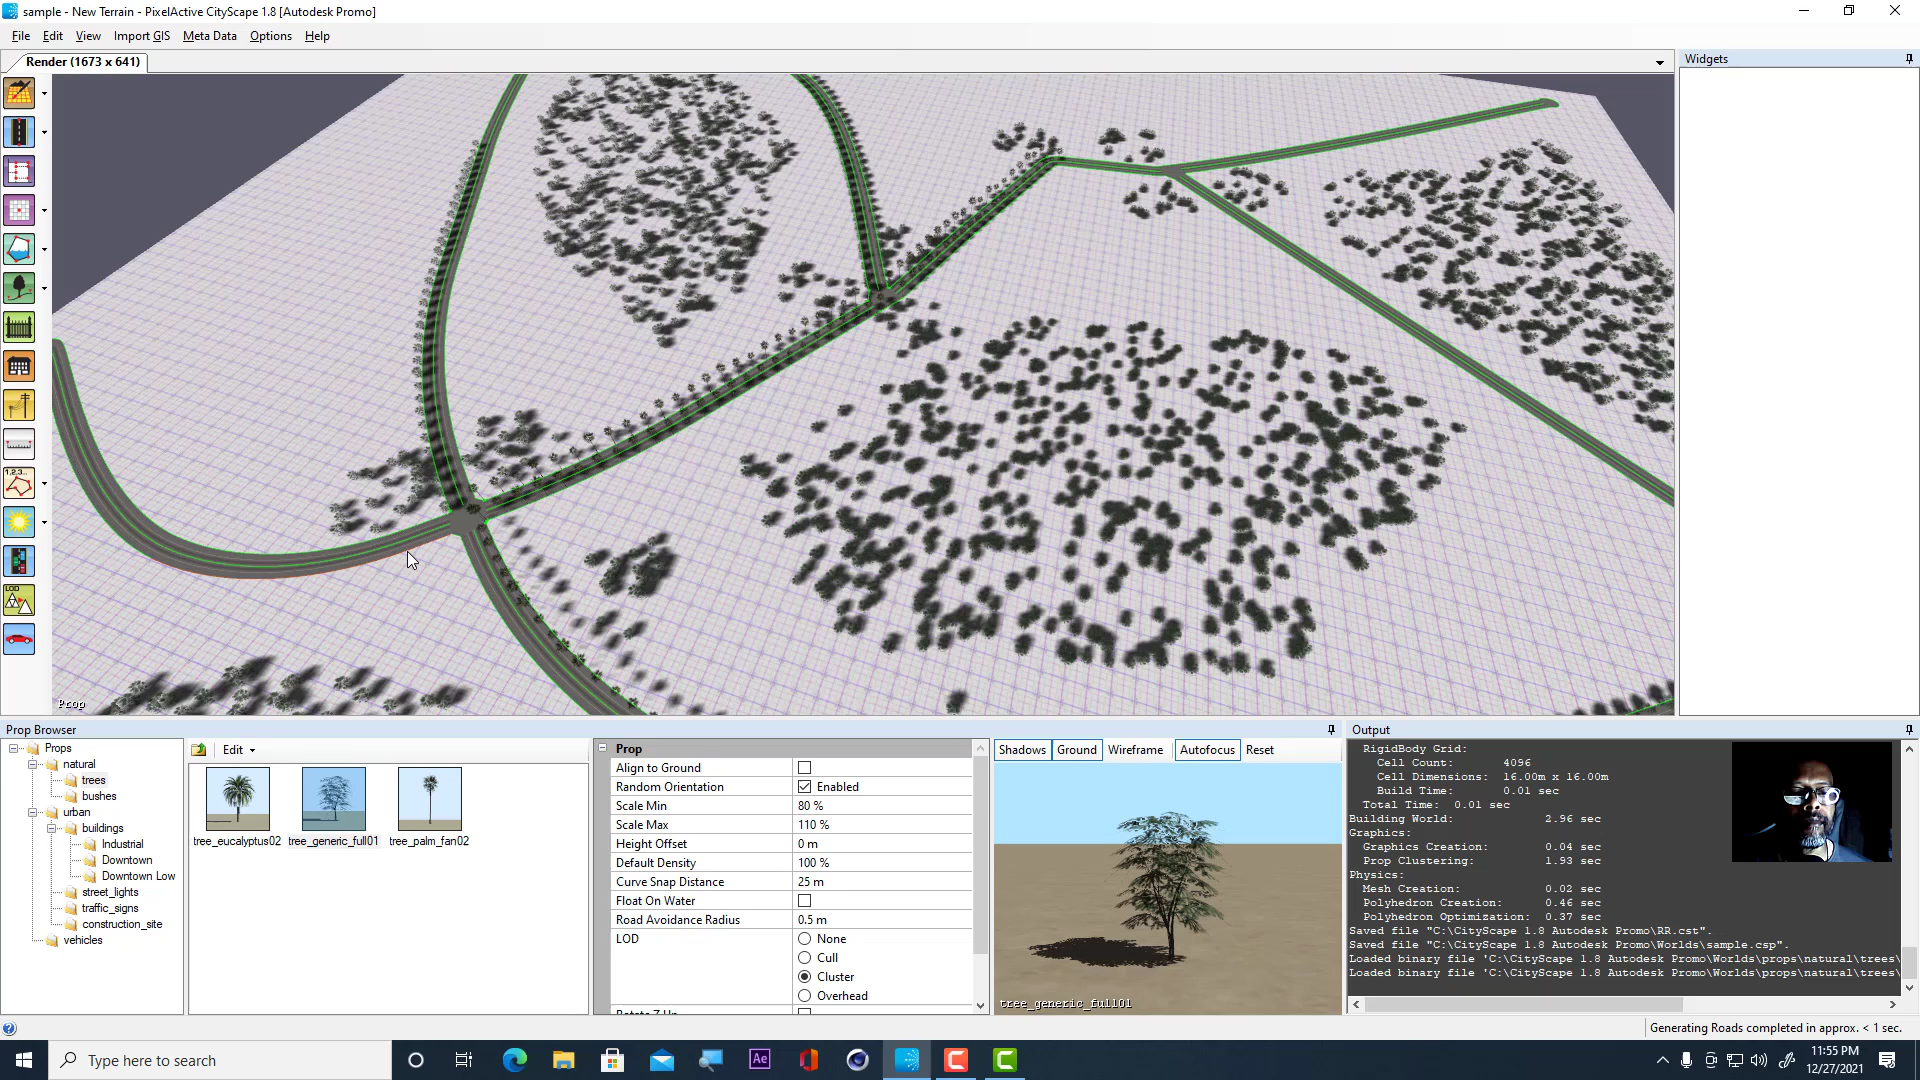 sample - New Terrain - PixelActive CityScape 1.8 [Autodesk Promo]
File Edit View Import GIS Meta Data Options Help
Render (1673 x 641)
Widgets
1,2,3...
LOD
Prop
Prop Browser
Props
natural
trees
bushes
urban
buildings
Industrial
Downtown
Downtown Low
street_lights
traffic_signs
construction_site
vehicles
Edit
tree_eucalyptus02 tree_generic_full01 tree_palm_fan02
Prop
Align to Ground
Random Orientation Enabled
Scale Min 80 %
Scale Max 110 %
Height Offset 0 m
Default Density 100 %
Curve Snap Distance 25 m
Float On Water
Road Avoidance Radius 0.5 m
LOD None
Cull
Cluster
Overhead
Shadows Ground Wireframe Autofocus Reset
tree_generic_full01
Output
RigidBody Grid:
Cell Count: 4096
Cell Dimensions: 16.00m x 16.00m
Build Time: 0.01 sec
Total Time: 0.01 sec
Building World: 2.96 sec
Graphics:
Graphics Creation: 0.04 sec
Prop Clustering: 1.93 sec
Physics:
Mesh Creation: 0.02 sec
Polyhedron Creation: 0.46 sec
Polyhedron Optimization: 0.37 sec
Saved file "C:\CityScape 1.8 Autodesk Promo\RR.cst".
Saved file "C:\CityScape 1.8 Autodesk Promo\Worlds\sample.csp".
Loaded binary file 'C:\CityScape 1.8 Autodesk Promo\Worlds\props\natural\trees\
Loaded binary file 'C:\CityScape 1.8 Autodesk Promo\Worlds\props\natural\trees\
Generating Roads completed in approx. < 1 sec.
Type here to search
Ae
11:55 PM
12/27/2021